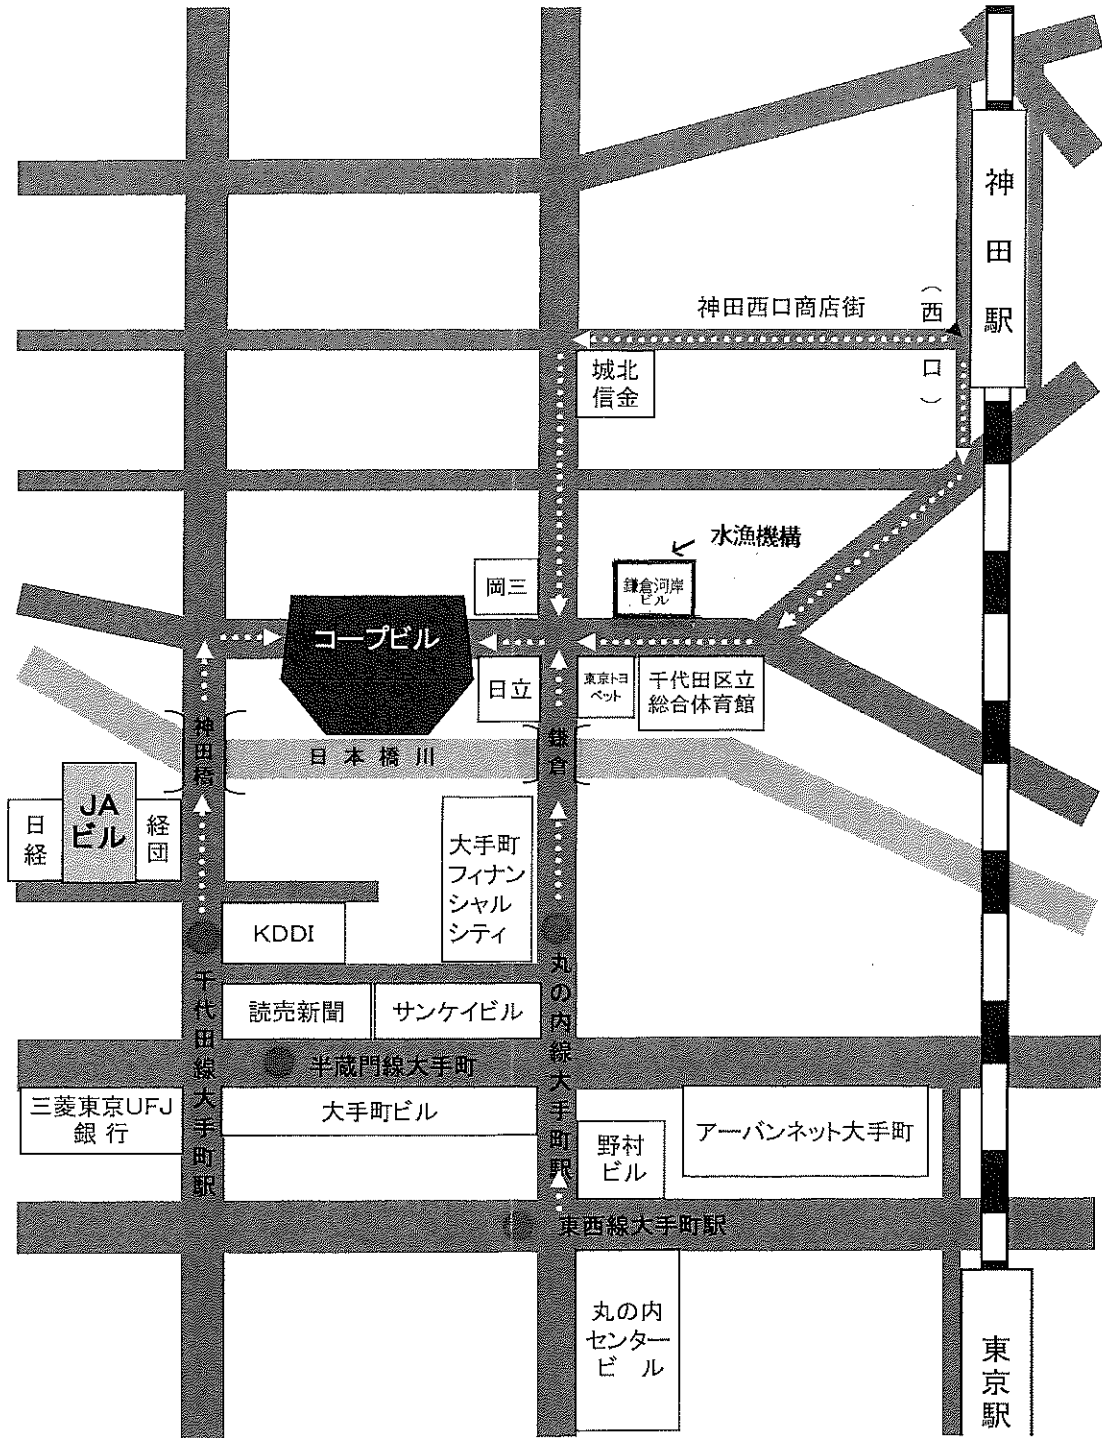 神田駅
（西口）
神田西口商店街
城北
信金
水漁機構
岡三
鎌倉河岸
ビル
コープビル
日立
東京トヨ
ペット
千代田区立
総合体育館
神田橋
日本橋川
鎌倉
JA
ビル
日経
経団
大手町
フィナン
シャル
シティ
KDDI
千代田線大手町駅
丸の内線大手町駅
読売新聞
サンケイビル
半蔵門線大手町
三菱東京UFJ
銀行
大手町ビル
アーバンネット大手町
野村
ビル
東西線大手町駅
丸の内
センター
ビル
東京駅